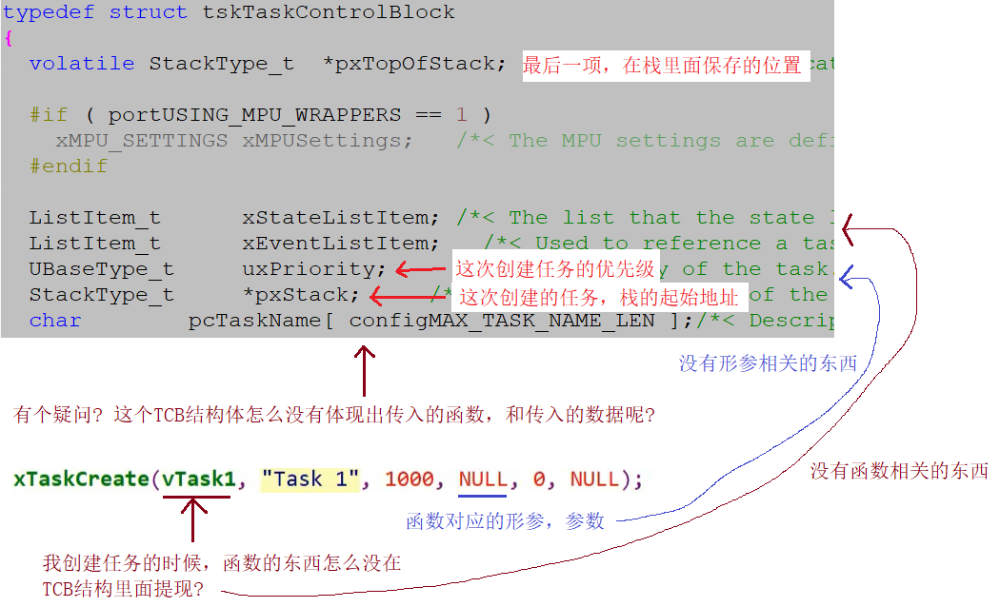 typedef struct tskTaskControlBlock
{
volatile StackType_t *pxTopOfStack; 最后一项，在栈里面保存的位置 cat
#if ( portUSING_MPU_WRAPPERS == 1 )
xMPU_SETTINGS xMPUSettings; /*< The MPU settings are defi
#endif
ListItem_t xStateListItem; /*< The list that the state l
ListItem_t xEventListItem; /*< Used to reference a tas
UBaseType_t uxPriority; 这次创建任务的优先级 y of the task.
StackType_t *pxStack; /* 这次创建的任务，栈的起始地址 of the
char pcTaskName[ configMAX_TASK_NAME_LEN ];/*< Descrip
没有形参相关的东西
有个疑问? 这个TCB结构体怎么没有体现出传入的函数，和传入的数据呢?
没有函数相关的东西
xTaskCreate(vTask1, "Task 1", 1000, NULL, 0, NULL);
函数对应的形参，参数
我创建任务的时候，函数的东西怎么没在
TCB结构里面提现?